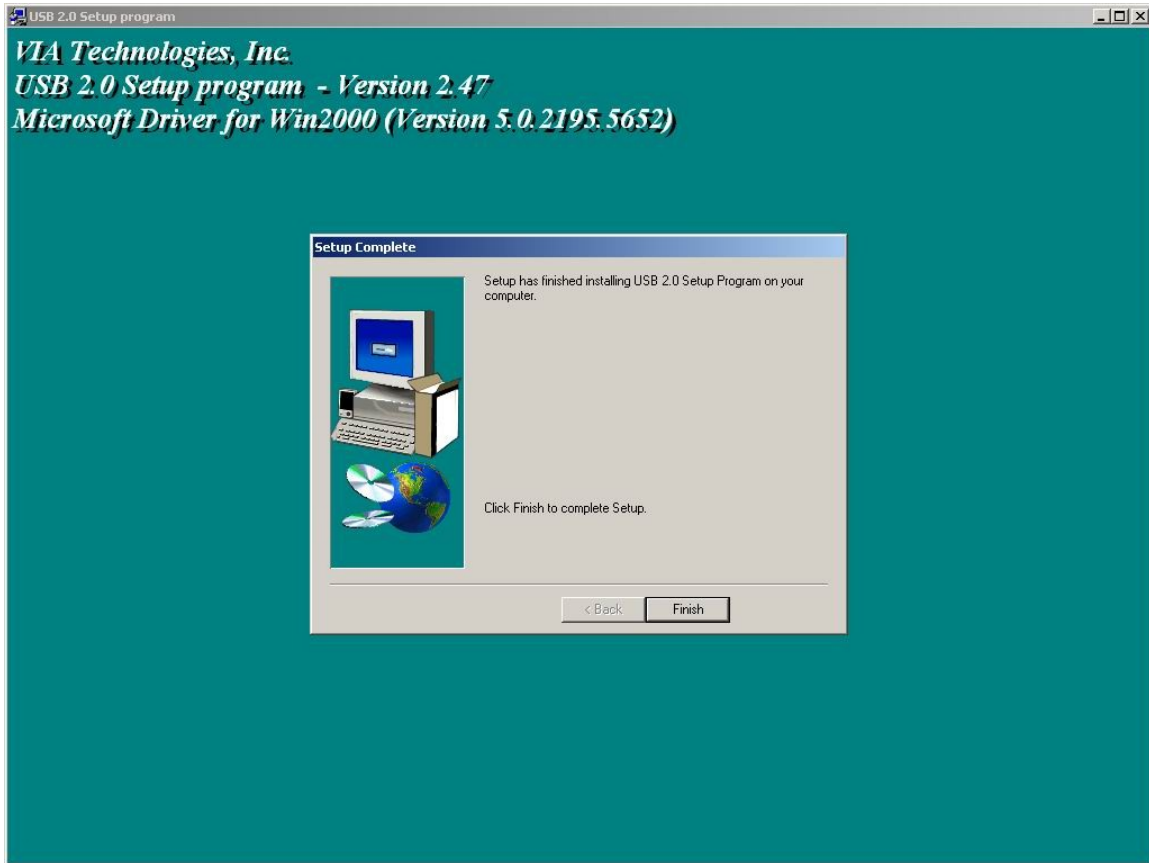 USB 2.0 Setup program
VIA Technologies, Inc.
USB 2.0 Setup program - Version 2.47
Microsoft Driver for Win2000 (Version 5.0.2195.5652)
Setup Complete
Setup has finished installing USB 2.0 Setup Program on your
computer.
Click Finish to complete Setup.
< Back
Finish